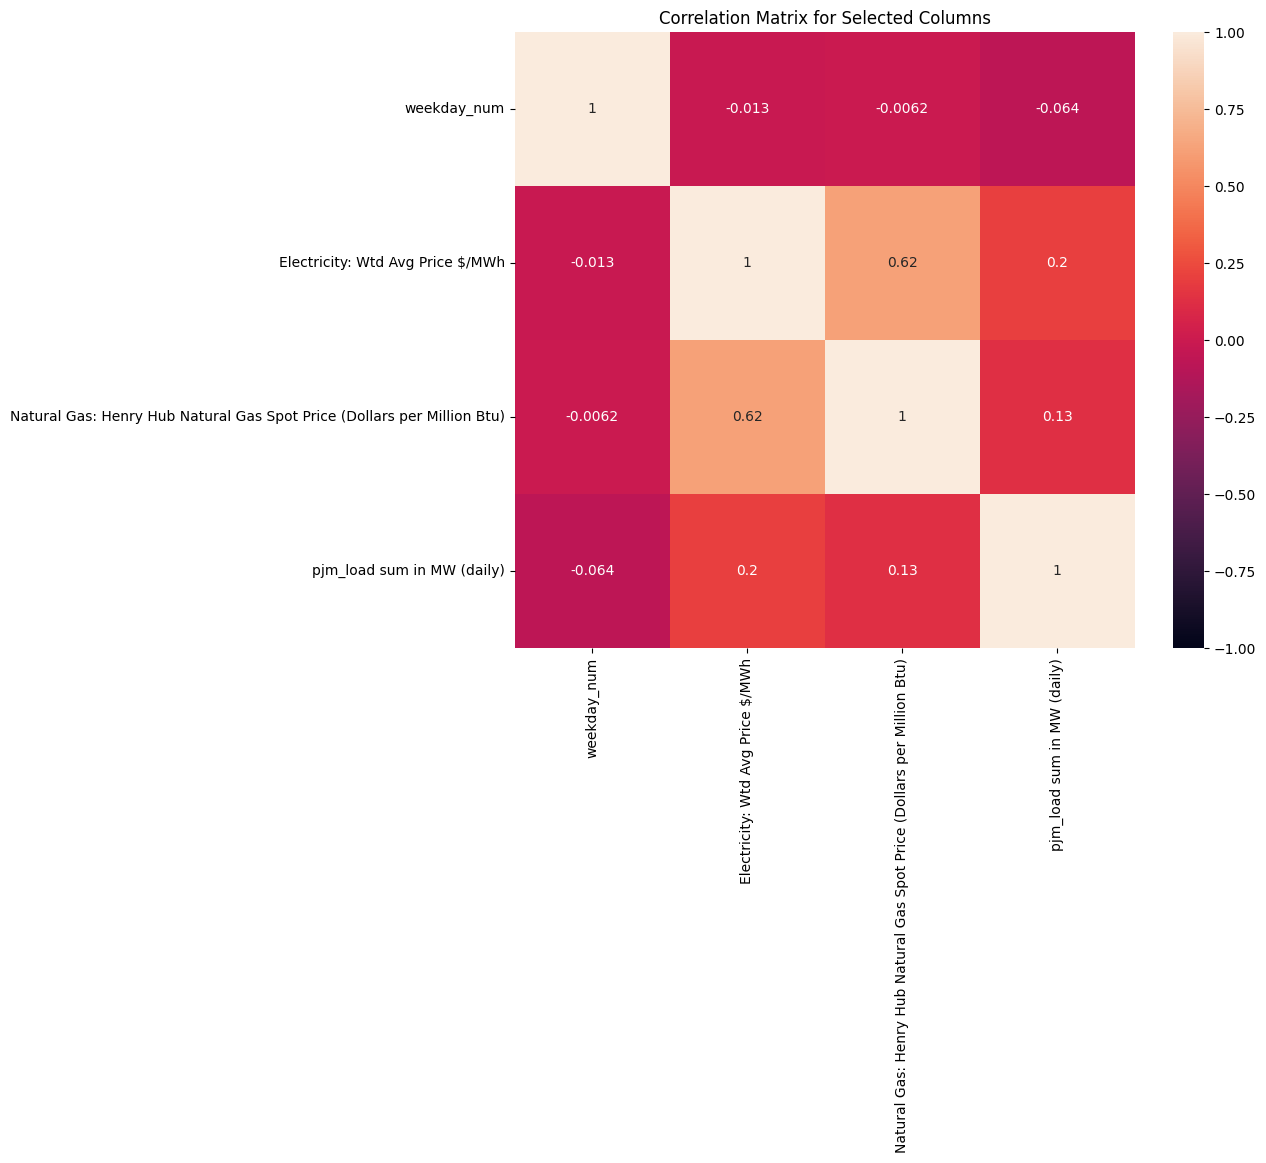 Correlation Matrix for Selected Columns
weekday_num
1
-0.013
-0.0062
-0.064
Electricity: Wtd Avg Price $/MWh
-0.013
1
0.62
0.2
Natural Gas: Henry Hub Natural Gas Spot Price (Dollars per Million Btu)
-0.0062
0.62
1
0.13
pjm_load sum in MW (daily)
-0.064
0.2
0.13
1
weekday_num
Electricity: Wtd Avg Price $/MWh
Natural Gas: Henry Hub Natural Gas Spot Price (Dollars per Million Btu)
pjm_load sum in MW (daily)
1.00
0.75
0.50
0.25
0.00
−0.25
−0.50
−0.75
−1.00